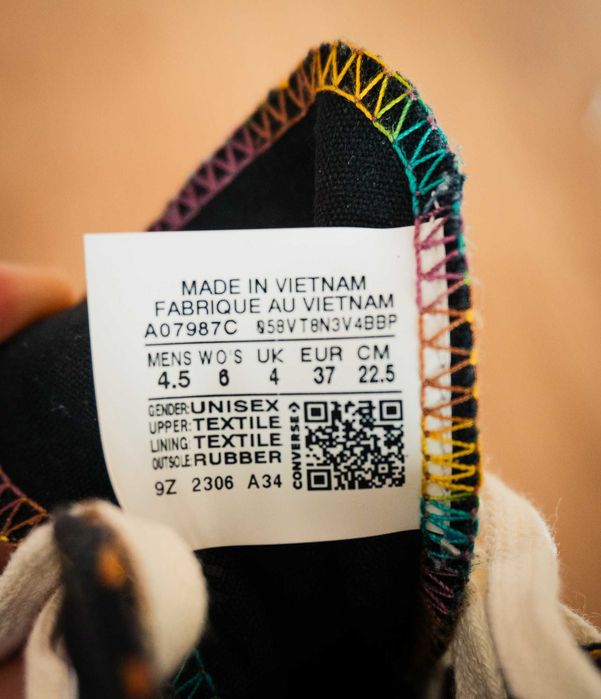 MADE IN VIETNAM
FABRIQUE AU VIETNAM
A07987C 058VT8N3V4BBP
MENS WO'S UK EUR CM
4.5 6 4 37 22.5
GENDER: UNISEX
UPPER: TEXTILE
LINING: TEXTILE
OUTSOLE: RUBBER
CONVERSE
9Z 2306 A34